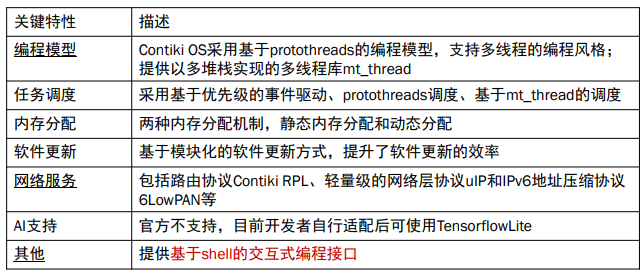 关键特性 描述
编程模型 Contiki OS采用基于protothreads的编程模型，支持多线程的编程风格；
提供以多堆栈实现的多线程库mt_thread
任务调度 采用基于优先级的事件驱动、protothreads调度、基于mt_thread的调度
内存分配 两种内存分配机制，静态内存分配和动态分配
软件更新 基于模块化的软件更新方式，提升了软件更新的效率
网络服务 包括路由协议Contiki RPL、轻量级的网络层协议uIP和IPv6地址压缩协议
6LowPAN等
AI支持 官方不支持，目前开发者自行适配后可使用TensorflowLite
其他 提供基于shell的交互式编程接口